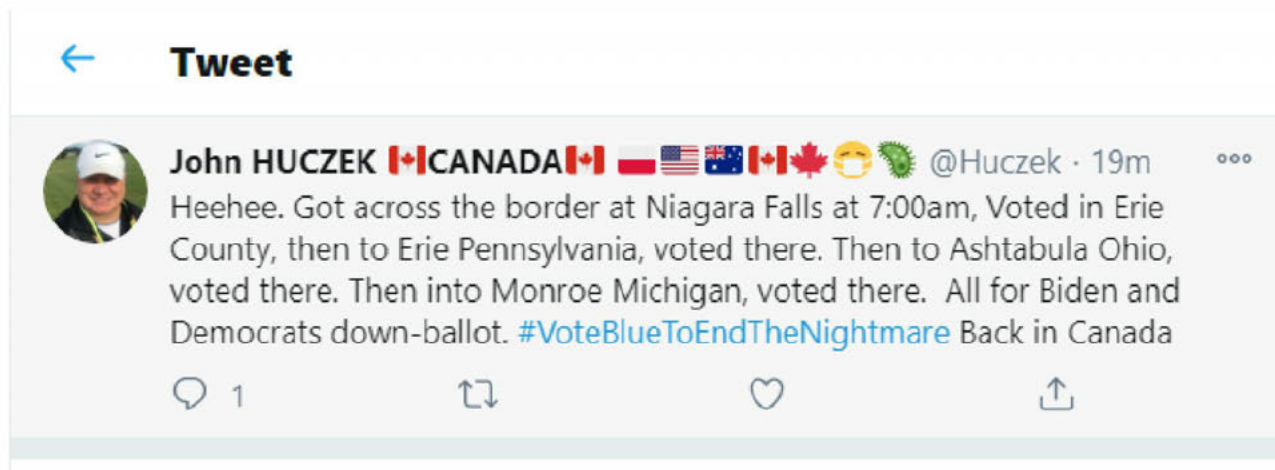 Tweet
John HUCZEK 🇨🇦CANADA🇨🇦 🇵🇱🇺🇸🇦🇺🇨🇦🍁😷🦠 @Huczek · 19m
Heehee. Got across the border at Niagara Falls at 7:00am, Voted in Erie
County, then to Erie Pennsylvania, voted there. Then to Ashtabula Ohio,
voted there. Then into Monroe Michigan, voted there.  All for Biden and
Democrats down-ballot. #VoteBlueToEndTheNightmare Back in Canada
1